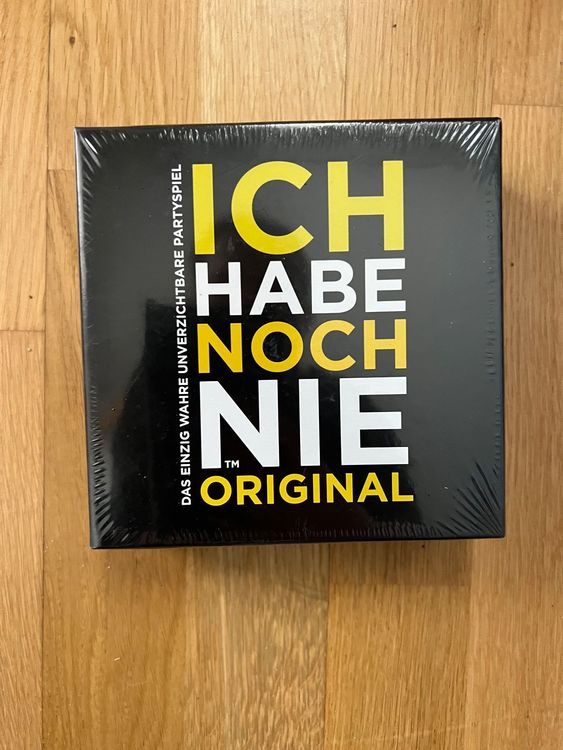 DAS EINZIG WAHRE UNVERZICHTBARE PARTYSPIEL
ICH
HABE
NOCH
NIE
™
ORIGINAL